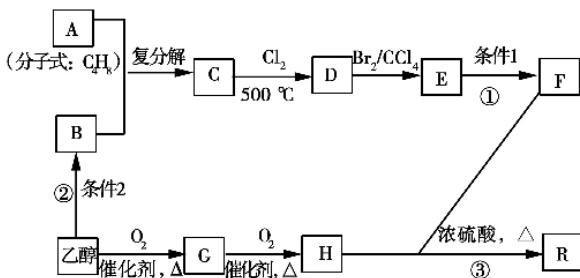 A
(分子式:C₄H₈)
复分解
C
Cl₂
500 ℃
D
Br₂/CCl₄
E
条件1
①
F
B
②
条件2
乙醇
O₂
催化剂,Δ
G
O₂
催化剂,Δ
H
浓硫酸,△
③
R